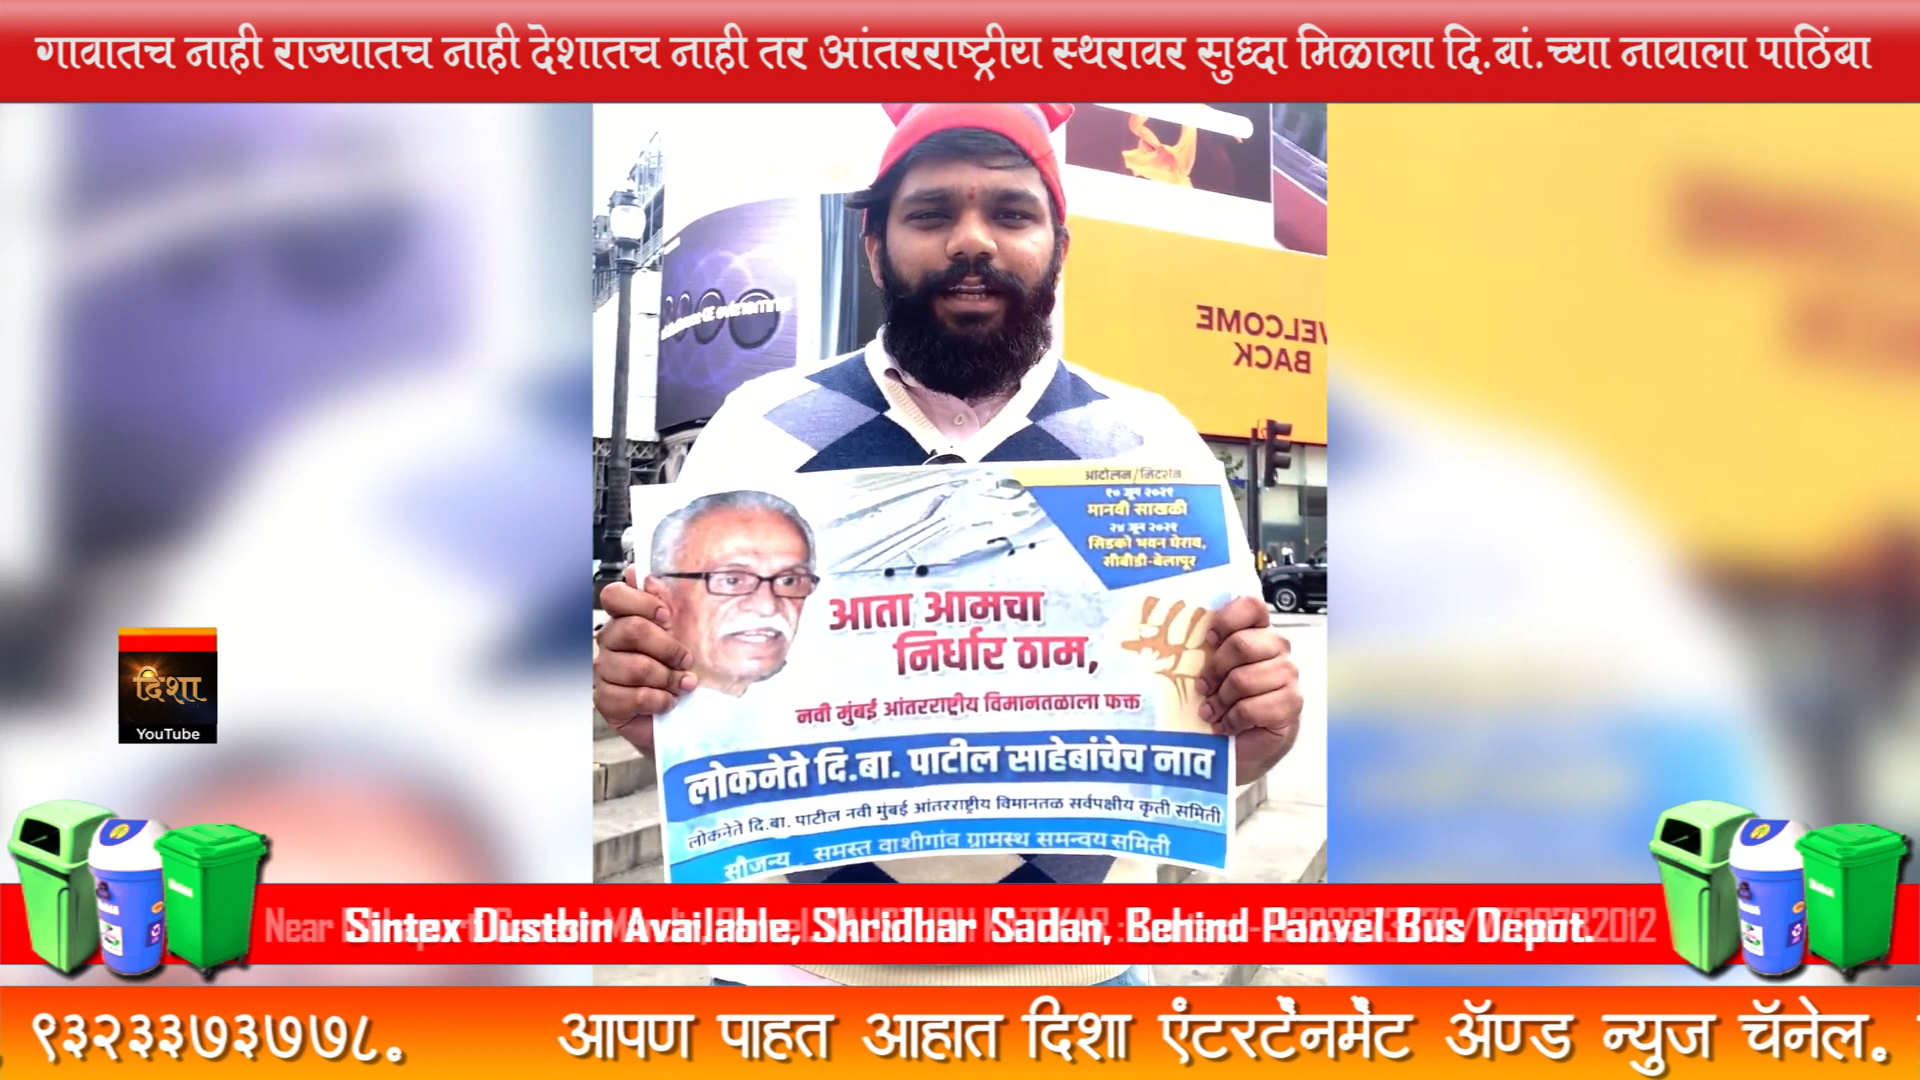 गावातच नाही राज्यातच नाही देशातच नाही तर आंतरराष्ट्रीय स्थरावर सुध्दा मिळाला दि.बां.च्या नावाला पाठिंबा
WELCOME
BACK
आंदोलन/निदर्शन
१० जून २०२१
मानवी साखळी
२४ जून २०२१
सिडको भवन घेराव,
सीबीडी-बेलापूर
आता आमचा
निर्धार ठाम,
नवी मुंबई आंतरराष्ट्रीय विमानतळाला फक्त
लोकनेते दि.बा. पाटील साहेबांचेच नाव
लोकनेते दि.बा. पाटील नवी मुंबई आंतरराष्ट्रीय विमानतळ सर्वपक्षीय कृती समिती
सौजन्य . समस्त वाशीगांव ग्रामस्थ समन्वय समिती
दिशा
YouTube
Sintex Dustbin Available, Shridhar Sadan, Behind Panvel Bus Depot.
९३२३३७३७७८. आपण पाहत आहात दिशा एंटरटेंनमेंट ॲण्ड न्युज चॅनेल.